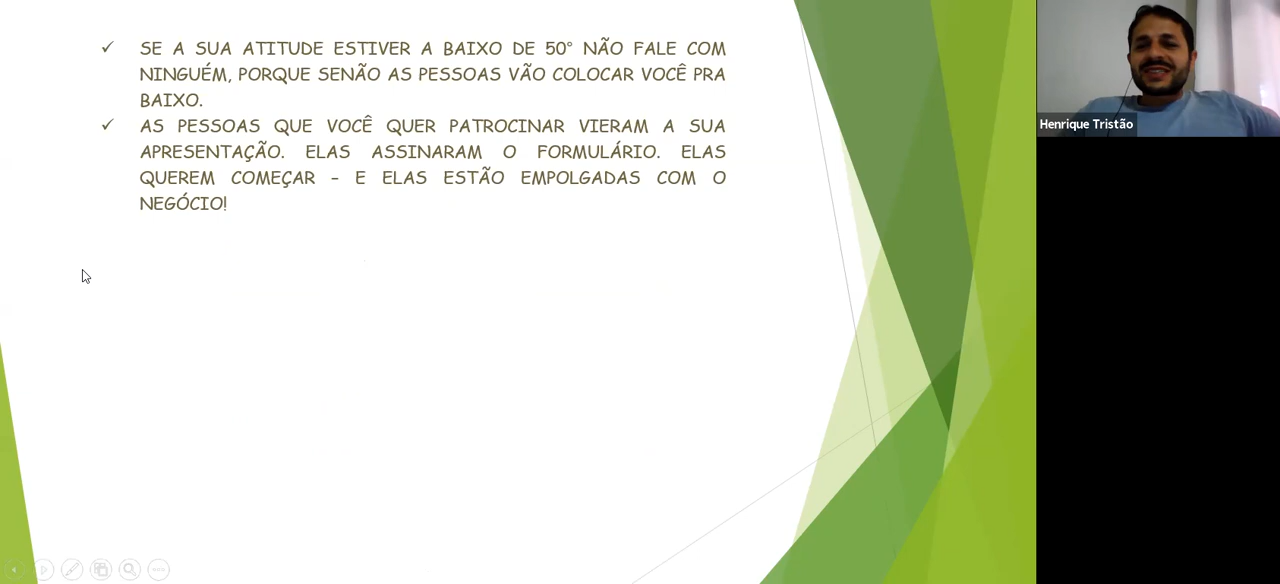 ✓ SE A SUA ATITUDE ESTIVER A BAIXO DE 50° NÃO FALE COM
NINGUÉM, PORQUE SENÃO AS PESSOAS VÃO COLOCAR VOCÊ PRA
BAIXO.
✓ AS PESSOAS QUE VOCÊ QUER PATROCINAR VIERAM A SUA
APRESENTAÇÃO. ELAS ASSINARAM O FORMULÁRIO. ELAS
QUEREM COMEÇAR – E ELAS ESTÃO EMPOLGADAS COM O
NEGÓCIO!
Henrique Tristão